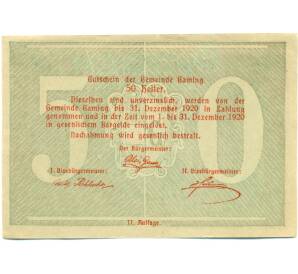 Gutschein der Gemeinde Gaming.
50 Heller.
Dieselben sind unverzinslich, werden von der
Gemeinde Gaming bis 31. Dezember 1920 in Zahlung
genommen und in der Zeit vom 1. bis 31. Dezember 1920
in gesetzlichem Bargelde eingelöst.
Nachahmung wird gesetzlich bestraft.
Der Bürgermeister:
I. Vizebürgermeister: II. Vizebürgermeister:
50
II. Auflage.